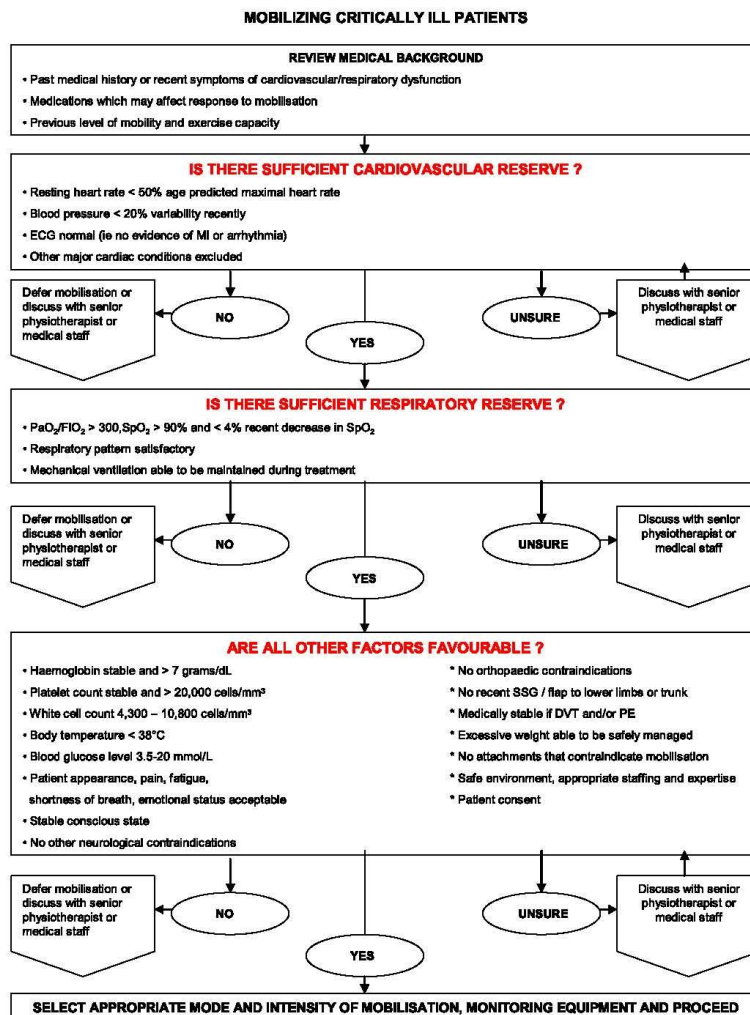 MOBILIZING CRITICALLY ILL PATIENTS
REVIEW MEDICAL BACKGROUND
• Past medical history or recent symptoms of cardiovascular/respiratory dysfunction
• Medications which may affect response to mobilisation
• Previous level of mobility and exercise capacity
IS THERE SUFFICIENT CARDIOVASCULAR RESERVE ?
• Resting heart rate < 50% age predicted maximal heart rate
• Blood pressure < 20% variability recently
• ECG normal (ie no evidence of MI or arrhythmia)
• Other major cardiac conditions excluded
Defer mobilisation or
discuss with senior
physiotherapist or
medical staff
NO
YES
UNSURE
Discuss with senior
physiotherapist or
medical staff
IS THERE SUFFICIENT RESPIRATORY RESERVE ?
• PaO₂/FIO₂ > 300,SpO₂ > 90% and < 4% recent decrease in SpO₂
• Respiratory pattern satisfactory
• Mechanical ventilation able to be maintained during treatment
Defer mobilisation or
discuss with senior
physiotherapist or
medical staff
NO
YES
UNSURE
Discuss with senior
physiotherapist or
medical staff
ARE ALL OTHER FACTORS FAVOURABLE ?
• Haemoglobin stable and > 7 grams/dL
• Platelet count stable and > 20,000 cells/mm³
• White cell count 4,300 – 10,800 cells/mm³
• Body temperature < 38°C
• Blood glucose level 3.5-20 mmol/L
• Patient appearance, pain, fatigue,
shortness of breath, emotional status acceptable
• Stable conscious state
• No other neurological contraindications
* No orthopaedic contraindications
* No recent SSG / flap to lower limbs or trunk
* Medically stable if DVT and/or PE
* Excessive weight able to be safely managed
* No attachments that contraindicate mobilisation
* Safe environment, appropriate staffing and expertise
* Patient consent
Defer mobilisation or
discuss with senior
physiotherapist or
medical staff
NO
YES
UNSURE
Discuss with senior
physiotherapist or
medical staff
SELECT APPROPRIATE MODE AND INTENSITY OF MOBILISATION, MONITORING EQUIPMENT AND PROCEED